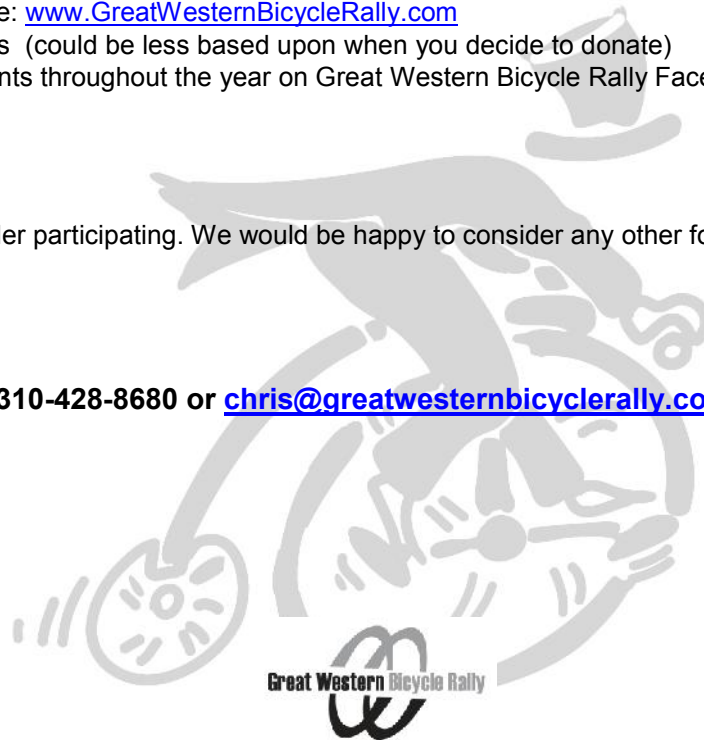 e: www.GreatWesternBicycleRally.com
s (could be less based upon when you decide to donate)
nts throughout the year on Great Western Bicycle Rally Face
ler participating. We would be happy to consider any other fo
310-428-8680 or chris@greatwesternbicyclerally.co
Great Western Bicycle Rally